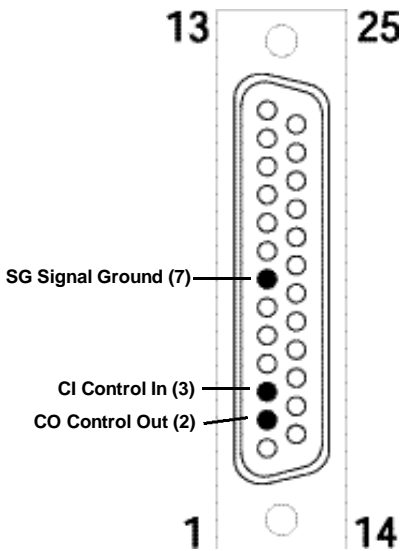 13 25
SG Signal Ground (7)
CI Control In (3)
CO Control Out (2)
1 14